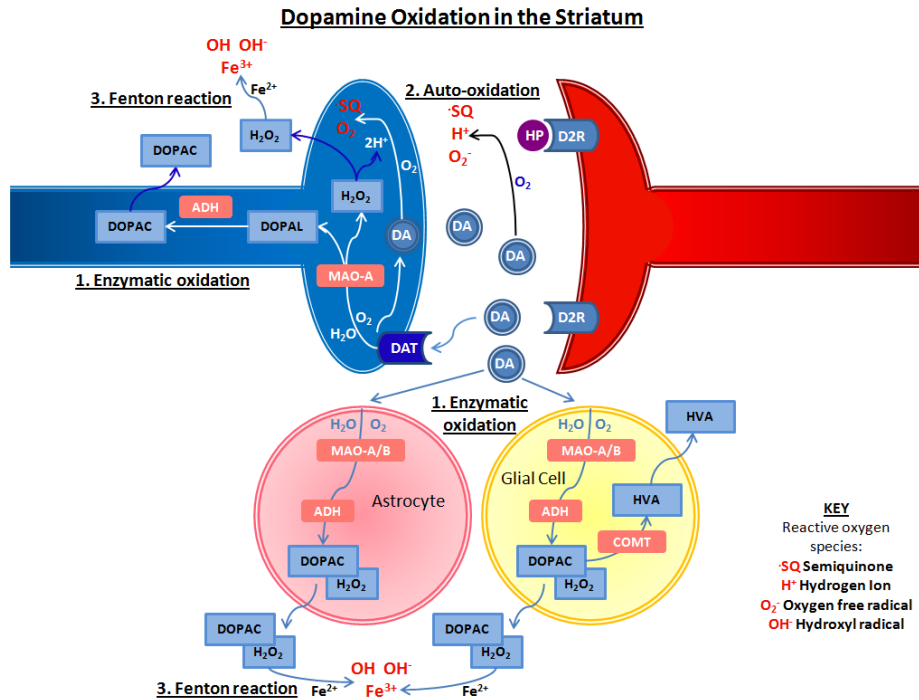 Dopamine Oxidation in the Striatum
OH OH-
Fe3+
Fe2+
3. Fenton reaction
H2O2
DOPAC
ADH
DOPAC
DOPAL
1. Enzymatic oxidation
·SQ
O2-
2H+
O2
H2O2
DA
MAO-A
O2
H2O
DAT
2. Auto-oxidation
·SQ
H+
O2-
O2
HP
D2R
DA
DA
DA
D2R
DA
1. Enzymatic
oxidation
H2O
O2
MAO-A/B
Astrocyte
ADH
DOPAC
H2O2
DOPAC
H2O2
H2O
O2
MAO-A/B
Glial Cell
ADH
DOPAC
H2O2
COMT
HVA
HVA
DOPAC
H2O2
OH OH-
Fe3+
Fe2+
Fe2+
3. Fenton reaction
KEY
Reactive oxygen
species:
·SQ Semiquinone
H+ Hydrogen Ion
O2- Oxygen free radical
OH- Hydroxyl radical